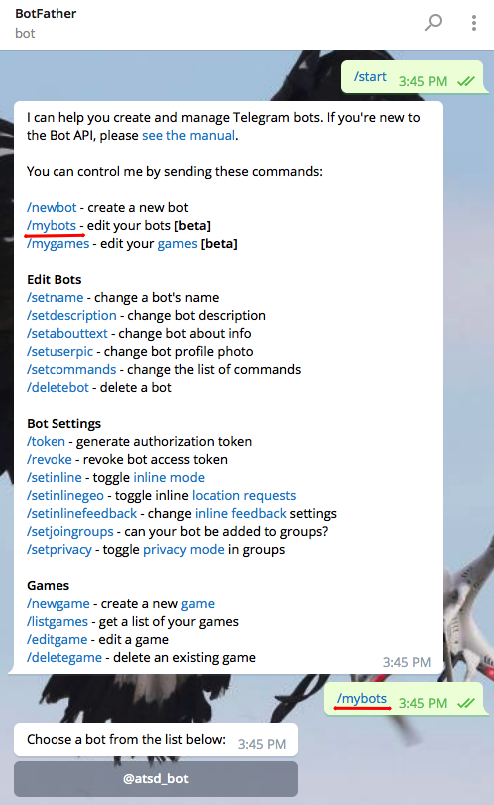 BotFather
bot
/start 3:45 PM
I can help you create and manage Telegram bots. If you're new to
the Bot API, please see the manual.
You can control me by sending these commands:
/newbot - create a new bot
/mybots - edit your bots [beta]
/mygames - edit your games [beta]
Edit Bots
/setname - change a bot's name
/setdescription - change bot description
/setabouttext - change bot about info
/setuserpic - change bot profile photo
/setcommands - change the list of commands
/deletebot - delete a bot
Bot Settings
/token - generate authorization token
/revoke - revoke bot access token
/setinline - toggle inline mode
/setinlinegeo - toggle inline location requests
/setinlinefeedback - change inline feedback settings
/setjoingroups - can your bot be added to groups?
/setprivacy - toggle privacy mode in groups
Games
/newgame - create a new game
/listgames - get a list of your games
/editgame - edit a game
/deletegame - delete an existing game
3:45 PM
/mybots 3:45 PM
Choose a bot from the list below: 3:45 PM
@atsd_bot